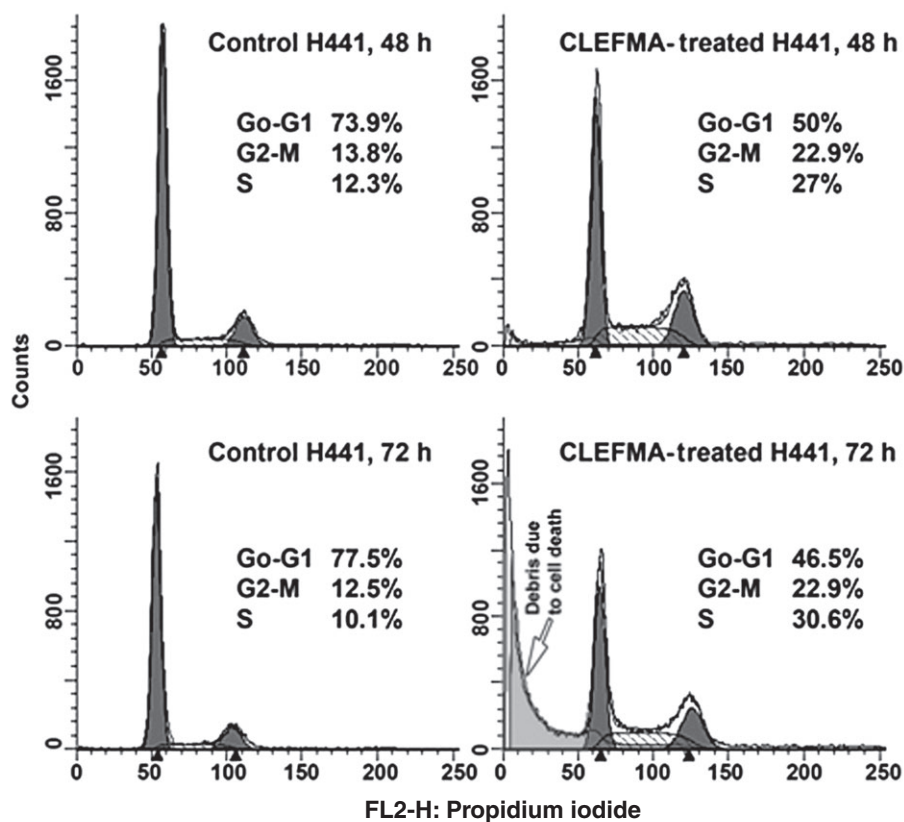 Control H441, 48 h
Go-G1 73.9%
G2-M 13.8%
S 12.3%
1600
800
0
0 50 100 150 200 250
CLEFMA-treated H441, 48 h
Go-G1 50%
G2-M 22.9%
S 27%
1600
800
0
0 50 100 150 200 250
Counts
Control H441, 72 h
Go-G1 77.5%
G2-M 12.5%
S 10.1%
1600
800
0
0 50 100 150 200 250
CLEFMA-treated H441, 72 h
Debris due
to cell death
Go-G1 46.5%
G2-M 22.9%
S 30.6%
1600
800
0
0 50 100 150 200 250
FL2-H: Propidium iodide